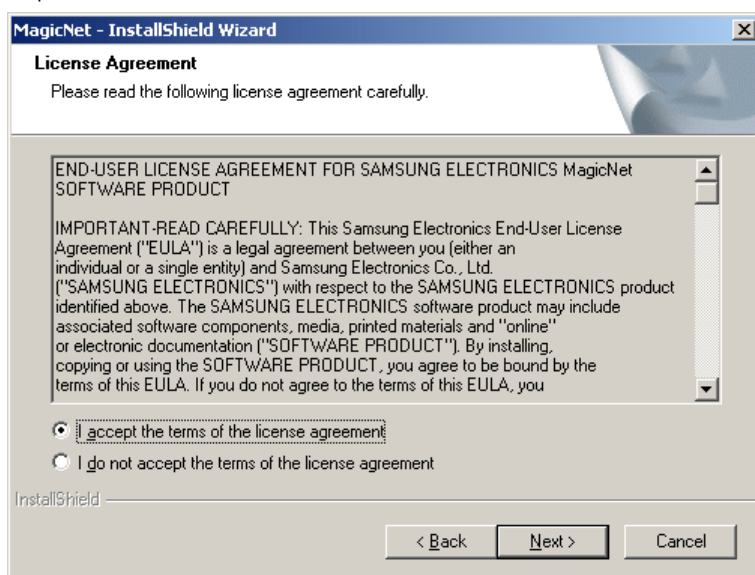 MagicNet - InstallShield Wizard
License Agreement
Please read the following license agreement carefully.
END-USER LICENSE AGREEMENT FOR SAMSUNG ELECTRONICS MagicNet
SOFTWARE PRODUCT
IMPORTANT-READ CAREFULLY: This Samsung Electronics End-User License
Agreement ("EULA") is a legal agreement between you (either an
individual or a single entity) and Samsung Electronics Co., Ltd.
("SAMSUNG ELECTRONICS") with respect to the SAMSUNG ELECTRONICS product
identified above. The SAMSUNG ELECTRONICS software product may include
associated software components, media, printed materials and "online"
or electronic documentation ("SOFTWARE PRODUCT"). By installing,
copying or using the SOFTWARE PRODUCT, you agree to be bound by the
terms of this EULA. If you do not agree to the terms of this EULA, you
I accept the terms of the license agreement
I do not accept the terms of the license agreement
InstallShield
< Back Next > Cancel